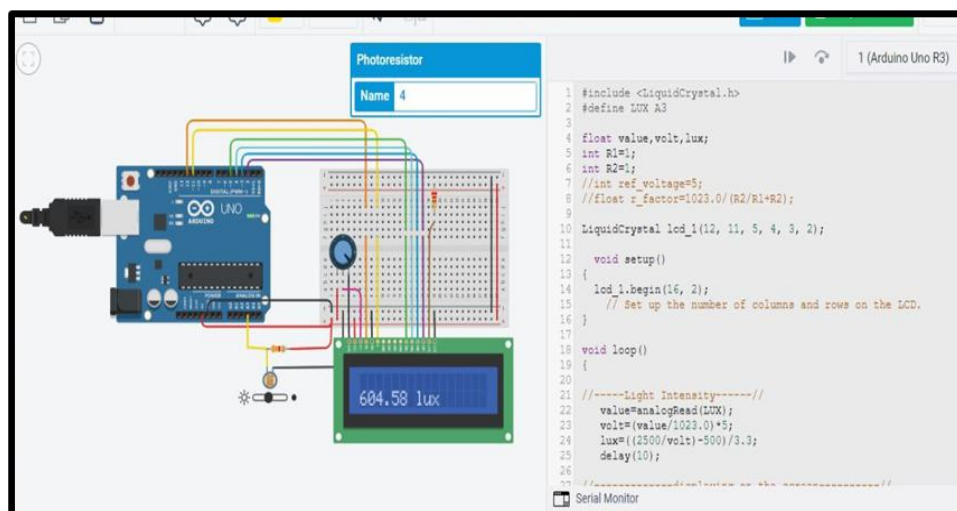 Photoresistor
Name 4
1 (Arduino Uno R3)
DIGITAL (PWM~)
UNO
ARDUINO
POWER
ANALOG IN
604.58 lux
1 #include <LiquidCrystal.h>
2 #define LUX A3
3
4 float value,volt,lux;
5 int R1=1;
6 int R2=1;
7 //int ref_voltage=5;
8 //float r_factor=1023.0/(R2/R1+R2);
9
10 LiquidCrystal lcd_1(12, 11, 5, 4, 3, 2);
11
12 void setup()
13 {
14 lcd_1.begin(16, 2);
15 // Set up the number of columns and rows on the LCD.
16 }
17
18 void loop()
19 {
20
21 //-----Light Intensity------//
22 value=analogRead(LUX);
23 volt=(value/1023.0)*5;
24 lux=((2500/volt)-500)/3.3;
25 delay(10);
26
Serial Monitor